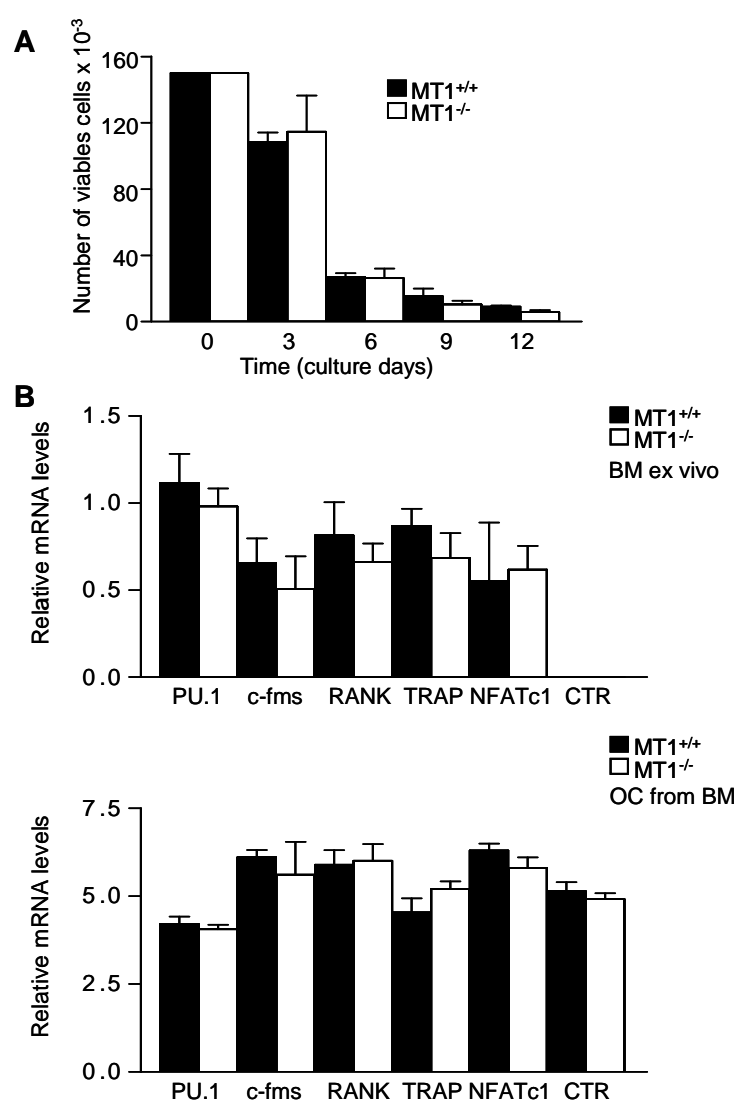 A
Number of viables cells x 10-3
160
120
80
40
0
MT1+/+
MT1-/-
0 3 6 9 12
Time (culture days)
B
Relative mRNA levels
1.5
1.0
0.5
0.0
MT1+/+
MT1-/-
BM ex vivo
PU.1 c-fms RANK TRAP NFATc1 CTR
Relative mRNA levels
7.5
5.0
2.5
0.0
MT1+/+
MT1-/-
OC from BM
PU.1 c-fms RANK TRAP NFATc1 CTR